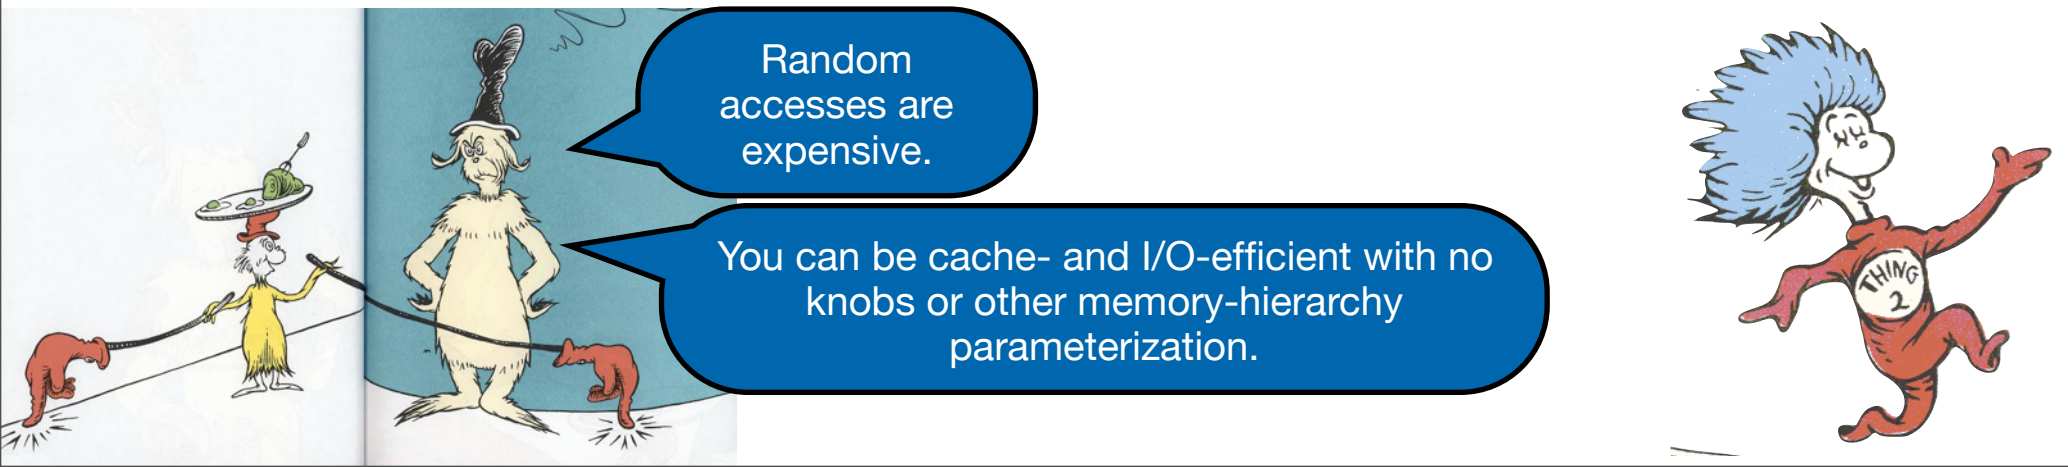 Random
accesses are
expensive.
You can be cache- and I/O-efficient with no
knobs or other memory-hierarchy
parameterization.
THING
2